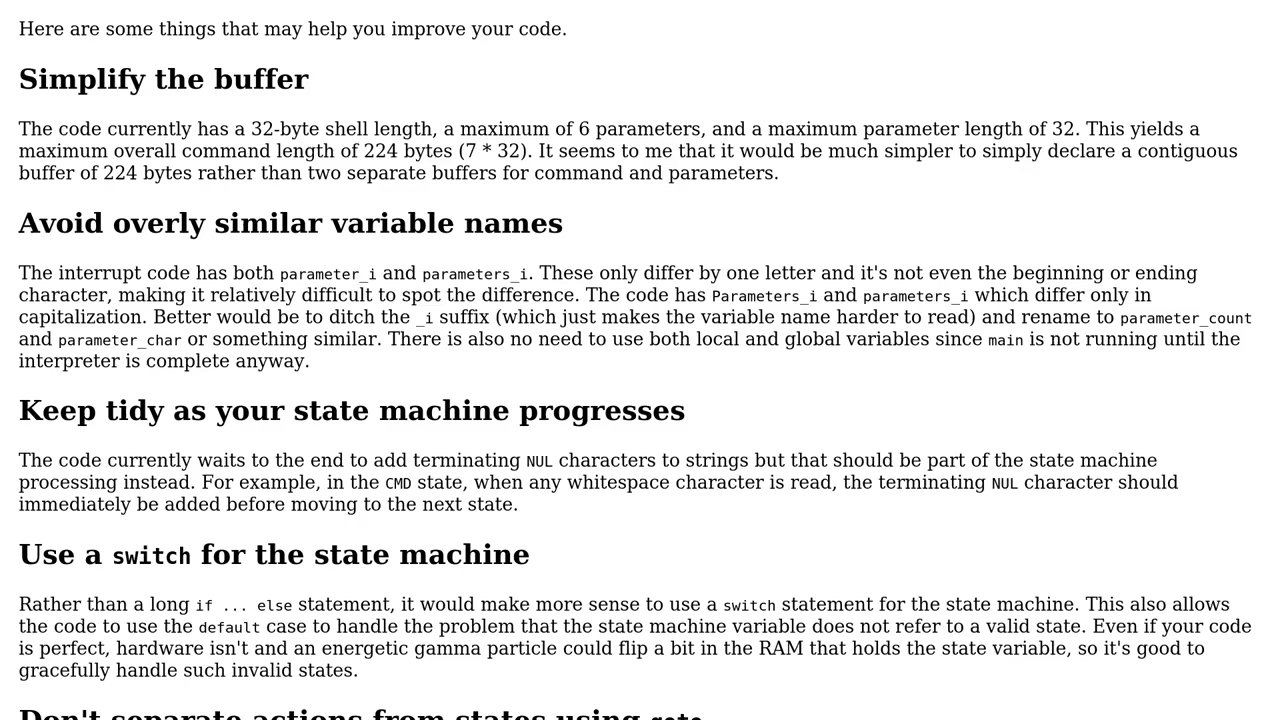 Here are some things that may help you improve your code.
Simplify the buffer
The code currently has a 32-byte shell length, a maximum of 6 parameters, and a maximum parameter length of 32. This yields a
maximum overall command length of 224 bytes (7 * 32). It seems to me that it would be much simpler to simply declare a contiguous
buffer of 224 bytes rather than two separate buffers for command and parameters.
Avoid overly similar variable names
The interrupt code has both parameter_i and parameters_i. These only differ by one letter and it's not even the beginning or ending
character, making it relatively difficult to spot the difference. The code has Parameters_i and parameters_i which differ only in
capitalization. Better would be to ditch the _i suffix (which just makes the variable name harder to read) and rename to parameter_count
and parameter_char or something similar. There is also no need to use both local and global variables since main is not running until the
interpreter is complete anyway.
Keep tidy as your state machine progresses
The code currently waits to the end to add terminating NUL characters to strings but that should be part of the state machine
processing instead. For example, in the CMD state, when any whitespace character is read, the terminating NUL character should
immediately be added before moving to the next state.
Use a switch for the state machine
Rather than a long if ... else statement, it would make more sense to use a switch statement for the state machine. This also allows
the code to use the default case to handle the problem that the state machine variable does not refer to a valid state. Even if your code
is perfect, hardware isn't and an energetic gamma particle could flip a bit in the RAM that holds the state variable, so it's good to
gracefully handle such invalid states.
Don't separate actions from states using goto